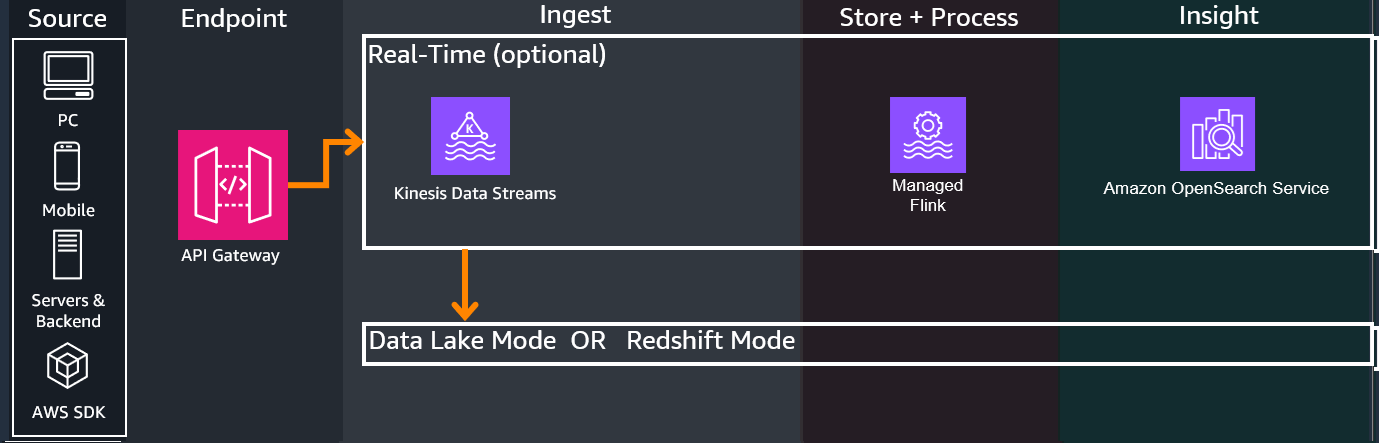 Source
Endpoint
Ingest
Store + Process
Insight
PC
Mobile
Servers &
Backend
AWS SDK
API Gateway
Real-Time (optional)
K
Kinesis Data Streams
Managed
Flink
Amazon OpenSearch Service
Data Lake Mode OR Redshift Mode